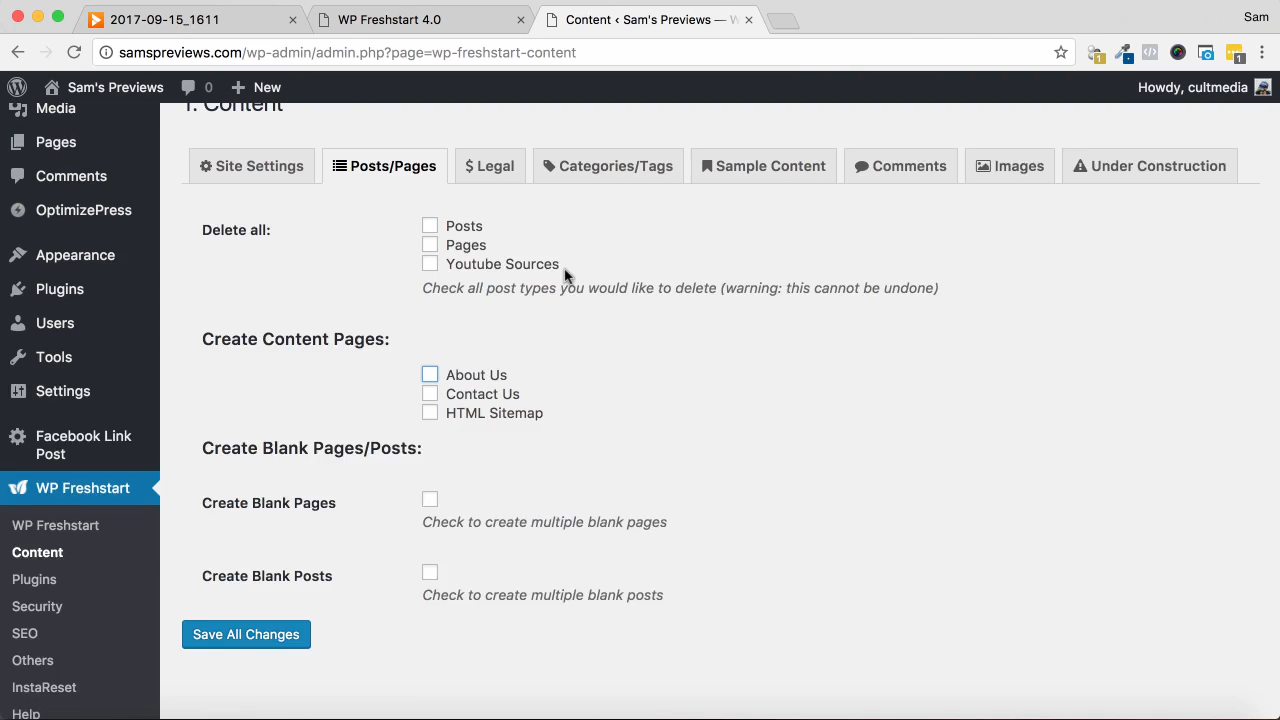 2017-09-15_1611
WP Freshstart 4.0
Content ‹ Sam's Previews — W
Sam
samspreviews.com/wp-admin/admin.php?page=wp-freshstart-content
Sam's Previews
0
New
Howdy, cultmedia
Media
Pages
Comments
OptimizePress
Appearance
Plugins
Users
Tools
Settings
Facebook Link
Post
WP Freshstart
WP Freshstart
Content
Plugins
Security
SEO
Others
InstaReset
Help
1. Content
Site Settings
Posts/Pages
$ Legal
Categories/Tags
Sample Content
Comments
Images
Under Construction
Delete all:
Posts
Pages
Youtube Sources
Check all post types you would like to delete (warning: this cannot be undone)
Create Content Pages:
About Us
Contact Us
HTML Sitemap
Create Blank Pages/Posts:
Create Blank Pages
Check to create multiple blank pages
Create Blank Posts
Check to create multiple blank posts
Save All Changes
1
1